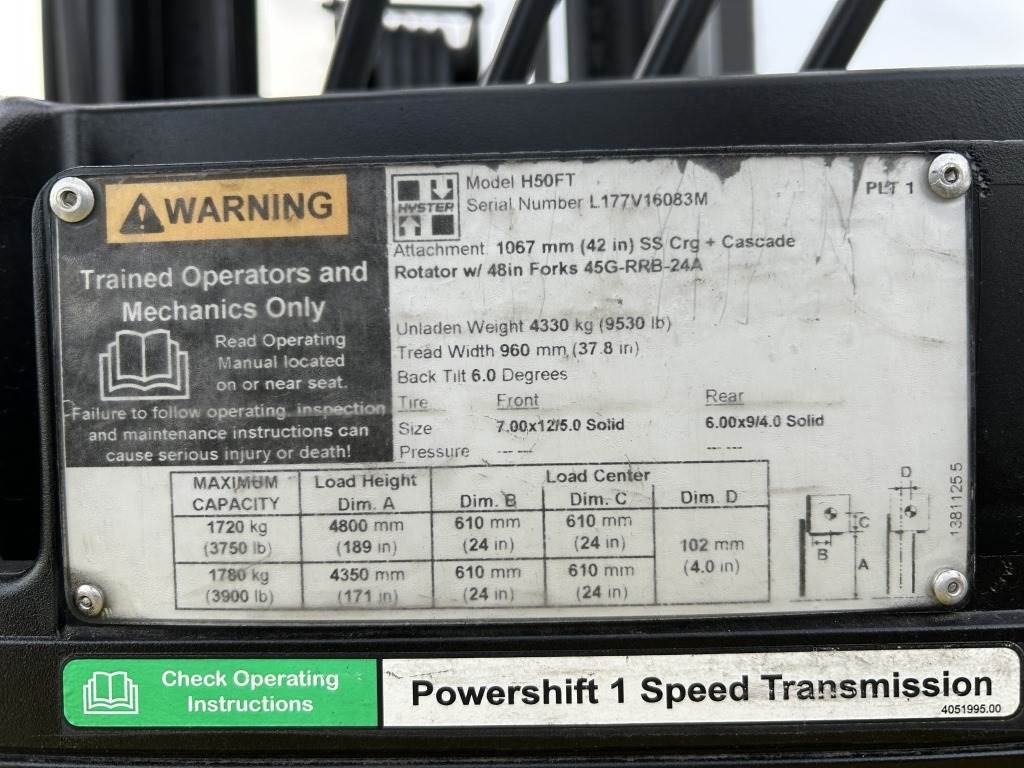 WARNING
Trained Operators and
Mechanics Only
Read Operating
Manual located
on or near seat.
Failure to follow operating, inspection
and maintenance instructions can
cause serious injury or death!
HYSTER
Model H50FT
Serial Number L177V16083M
PLT 1
Attachment 1067 mm (42 in) SS Crg + Cascade
Rotator w/ 48in Forks 45G-RRB-24A
Unladen Weight 4330 kg (9530 lb)
Tread Width 960 mm (37.8 in)
Back Tilt 6.0 Degrees
Tire Front Rear
Size 7.00x12/5.0 Solid 6.00x9/4.0 Solid
Pressure --- --- --- ---
MAXIMUM Load Height Load Center
CAPACITY Dim. A Dim. B Dim. C Dim. D
1720 kg 4800 mm 610 mm 610 mm
(3750 lb) (189 in) (24 in) (24 in) 102 mm
1780 kg 4350 mm 610 mm 610 mm (4.0 in)
(3900 lb) (171 in) (24 in) (24 in)
D
C
B
A
13811255
Check Operating
Instructions
Powershift 1 Speed Transmission
4051995.00